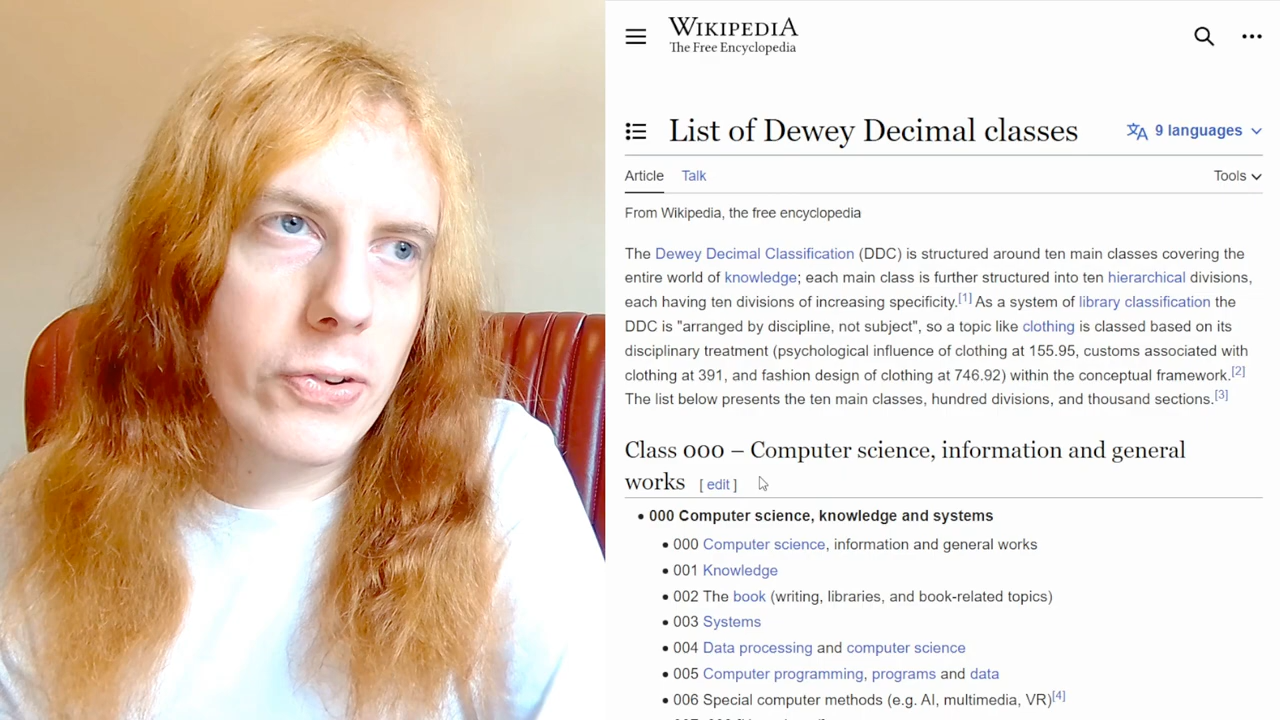 WIKIPEDIA
The Free Encyclopedia
List of Dewey Decimal classes
9 languages
Article Talk Tools
From Wikipedia, the free encyclopedia
The Dewey Decimal Classification (DDC) is structured around ten main classes covering the
entire world of knowledge; each main class is further structured into ten hierarchical divisions,
each having ten divisions of increasing specificity.[1] As a system of library classification the
DDC is "arranged by discipline, not subject", so a topic like clothing is classed based on its
disciplinary treatment (psychological influence of clothing at 155.95, customs associated with
clothing at 391, and fashion design of clothing at 746.92) within the conceptual framework.[2]
The list below presents the ten main classes, hundred divisions, and thousand sections.[3]
Class 000 – Computer science, information and general
works [ edit ]
• 000 Computer science, knowledge and systems
• 000 Computer science, information and general works
• 001 Knowledge
• 002 The book (writing, libraries, and book-related topics)
• 003 Systems
• 004 Data processing and computer science
• 005 Computer programming, programs and data
• 006 Special computer methods (e.g. AI, multimedia, VR)[4]